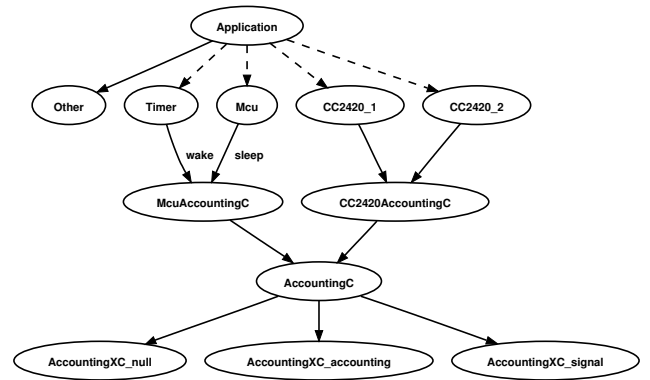 Application
Other
Timer
Mcu
CC2420_1
CC2420_2
wake
sleep
McuAccountingC
CC2420AccountingC
AccountingC
AccountingXC_null
AccountingXC_accounting
AccountingXC_signal